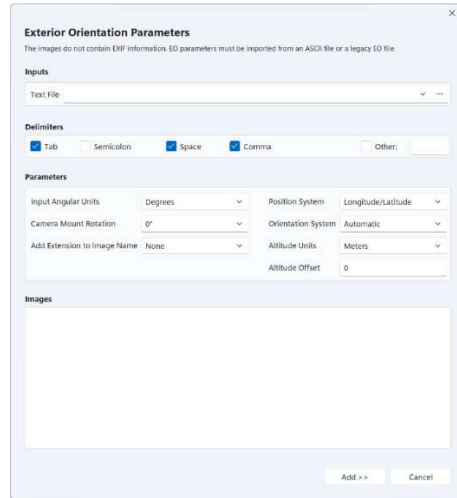 Exterior Orientation Parameters
The images do not contain EXIF information. EO parameters must be imported from an ASCII file or a legacy EO file.
Inputs
Text File
Delimiters
Tab Semicolon Space Comma Other:
Parameters
Input Angular Units Degrees Position System Longitude/Latitude
Camera Mount Rotation 0° Orientation System Automatic
Add Extension to Image Name None Altitude Units Meters
Altitude Offset 0
Images
Add >> Cancel